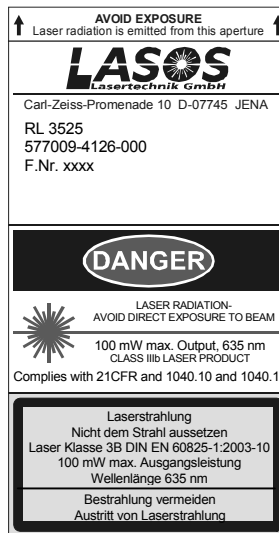 AVOID EXPOSURE
Laser radiation is emitted from this aperture
LASOS
Lasertechnik GmbH
Carl-Zeiss-Promenade 10 D-07745 JENA
RL 3525
577009-4126-000
F.Nr. xxxx
DANGER
LASER RADIATION-
AVOID DIRECT EXPOSURE TO BEAM
100 mW max. Output, 635 nm
CLASS IIIb LASER PRODUCT
Complies with 21CFR and 1040.10 and 1040.1
Laserstrahlung
Nicht dem Strahl aussetzen
Laser Klasse 3B DIN EN 60825-1:2003-10
100 mW max. Ausgangsleistung
Wellenlänge 635 nm
Bestrahlung vermeiden
Austritt von Laserstrahlung